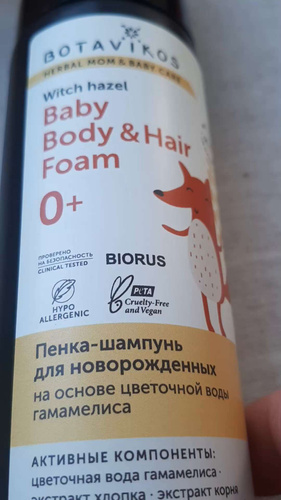 BOTAVIKOS
HERBAL MOM & BABY CARE
Witch hazel
Baby
Body & Hair
Foam
0+
ПРОВЕРЕНО
НА БЕЗОПАСНОСТЬ
CLINICAL TESTED
BIORUS
HYPO
ALLERGENIC
PETA
Cruelty-Free
and Vegan
Пенка-шампунь
для новорожденных
на основе цветочной воды
гамамелиса
АКТИВНЫЕ КОМПОНЕНТЫ:
цветочная вода гамамелиса ·
экстракт хлопка · экстракт корня